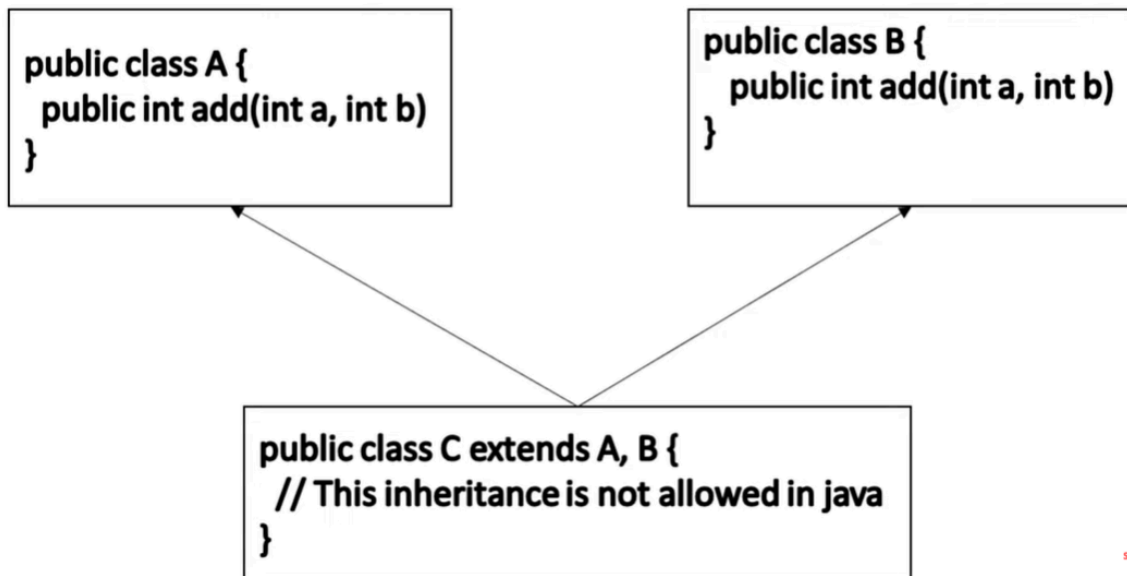 public class A {
public int add(int a, int b)
}
public class B {
public int add(int a, int b)
}
public class C extends A, B {
// This inheritance is not allowed in java
}
s